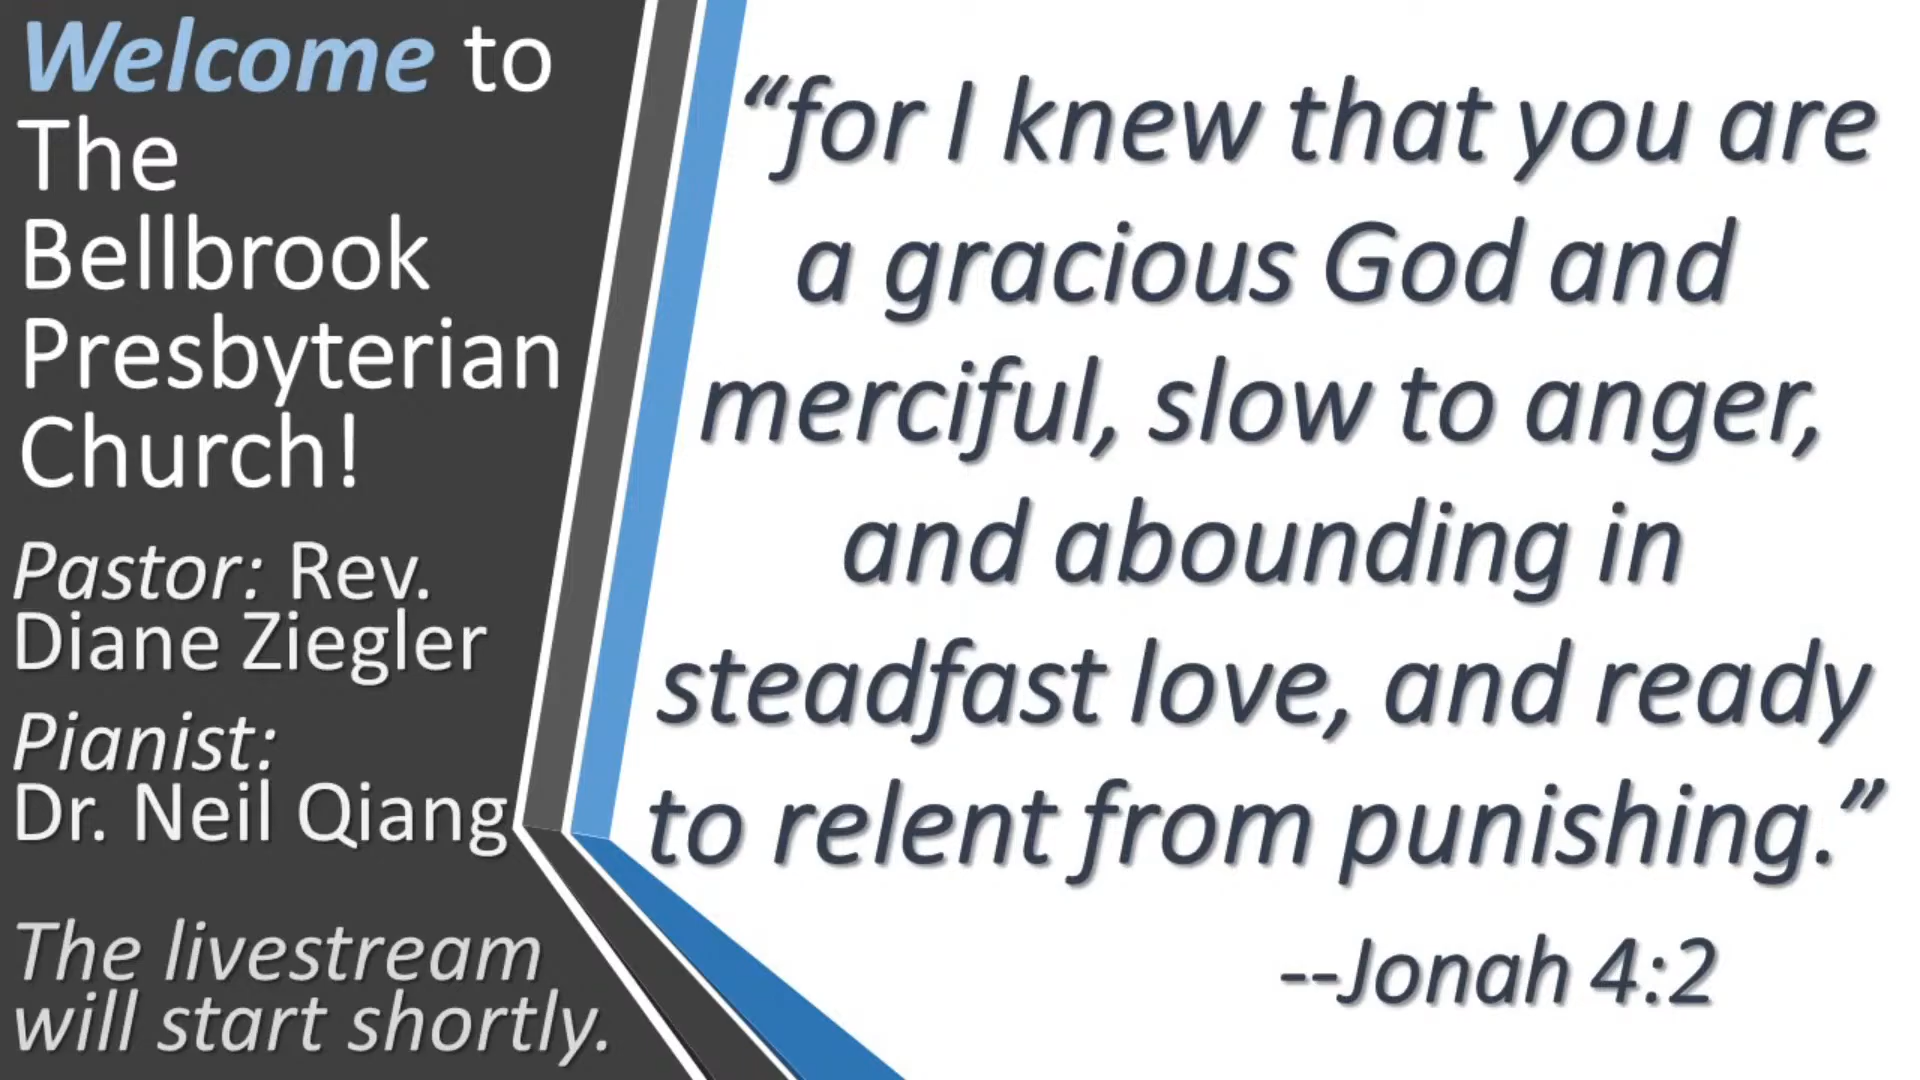 Welcome to
The
Bellbrook
Presbyterian
Church!
Pastor: Rev.
Diane Ziegler
Pianist:
Dr. Neil Qiang
The livestream
will start shortly.
“for I knew that you are
a gracious God and
merciful, slow to anger,
and abounding in
steadfast love, and ready
to relent from punishing.”
--Jonah 4:2